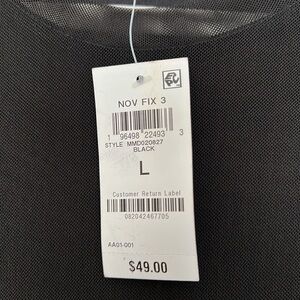 NOV FIX 3
1 96498 22493 3
STYLE MMD020827
BLACK
L
Customer Return Label
082042467705
AA01-001
$49.00